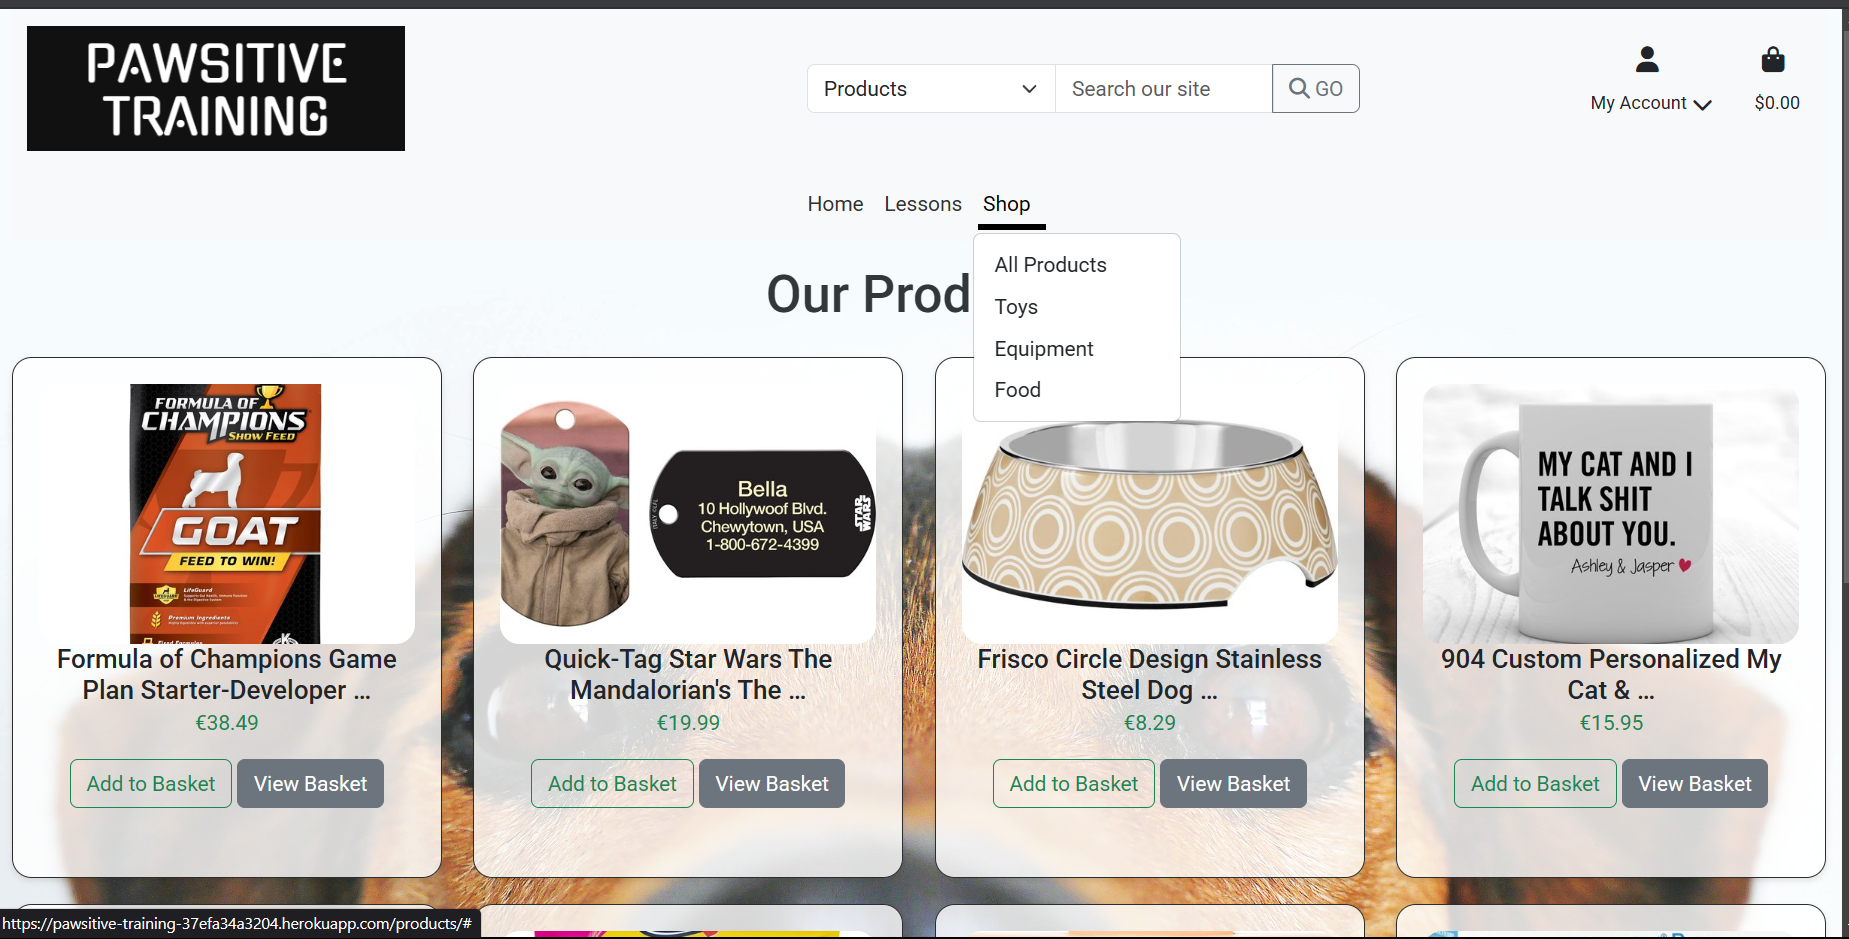 PAWSITIVE
TRAINING
Products
Search our site
GO
My Account
$0.00
Home
Lessons
Shop
All Products
Toys
Equipment
Food
Our Prod
FORMULA OF
CHAMPIONS
SHOW FEED
GOAT
FEED TO WIN!
LifeGuard
Premium Ingredients
Bella
10 Hollywoof Blvd.
Chewytown, USA
1-800-672-4399
STAR
WARS
MY CAT AND I
TALK SHIT
ABOUT YOU.
Ashley & Jasper
Formula of Champions Game
Plan Starter-Developer ...
€38.49
Add to Basket
View Basket
Quick-Tag Star Wars The
Mandalorian's The ...
€19.99
Add to Basket
View Basket
Frisco Circle Design Stainless
Steel Dog ...
€8.29
Add to Basket
View Basket
904 Custom Personalized My
Cat & ...
€15.95
Add to Basket
View Basket
https://pawsitive-training-37efa34a3204.herokuapp.com/products/#